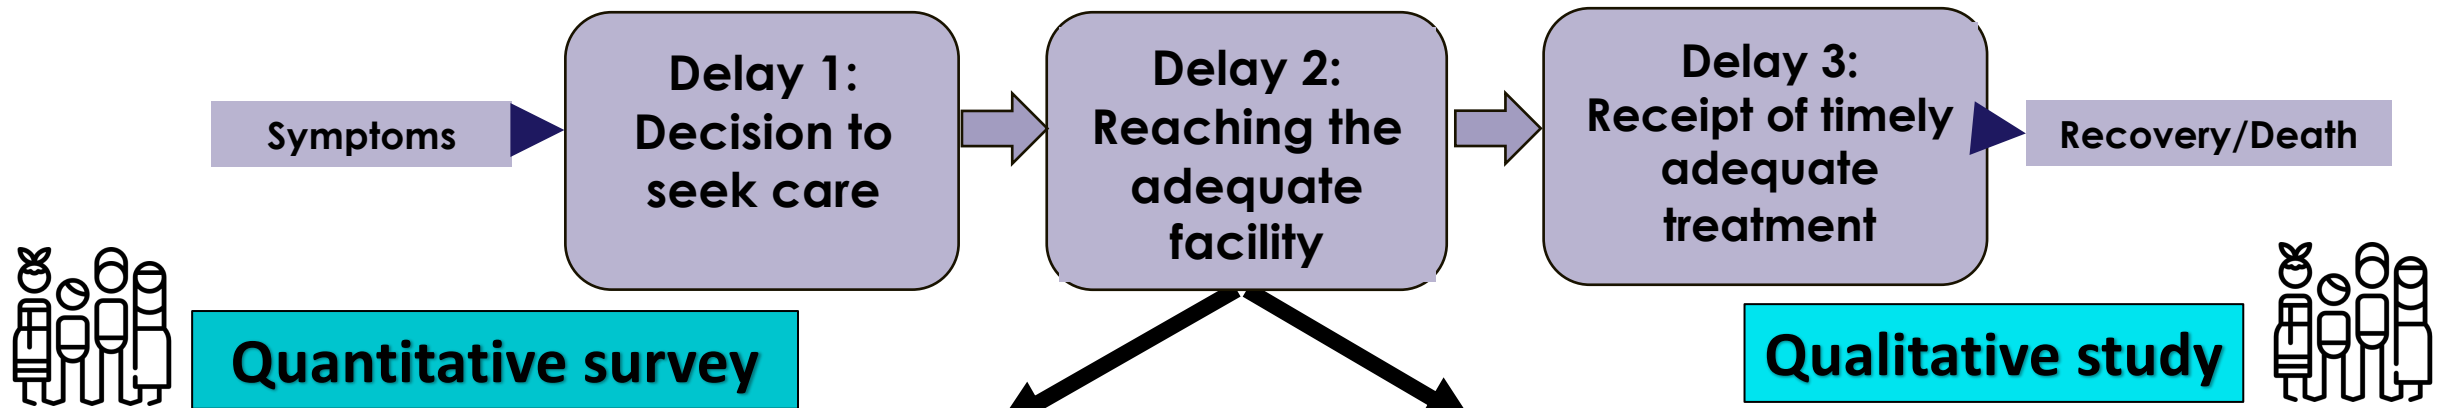 Symptoms
Delay 1:
Decision to
seek care
Delay 2:
Reaching the
adequate
facility
Delay 3:
Receipt of timely
adequate
treatment
Recovery/Death
Quantitative survey
Qualitative study